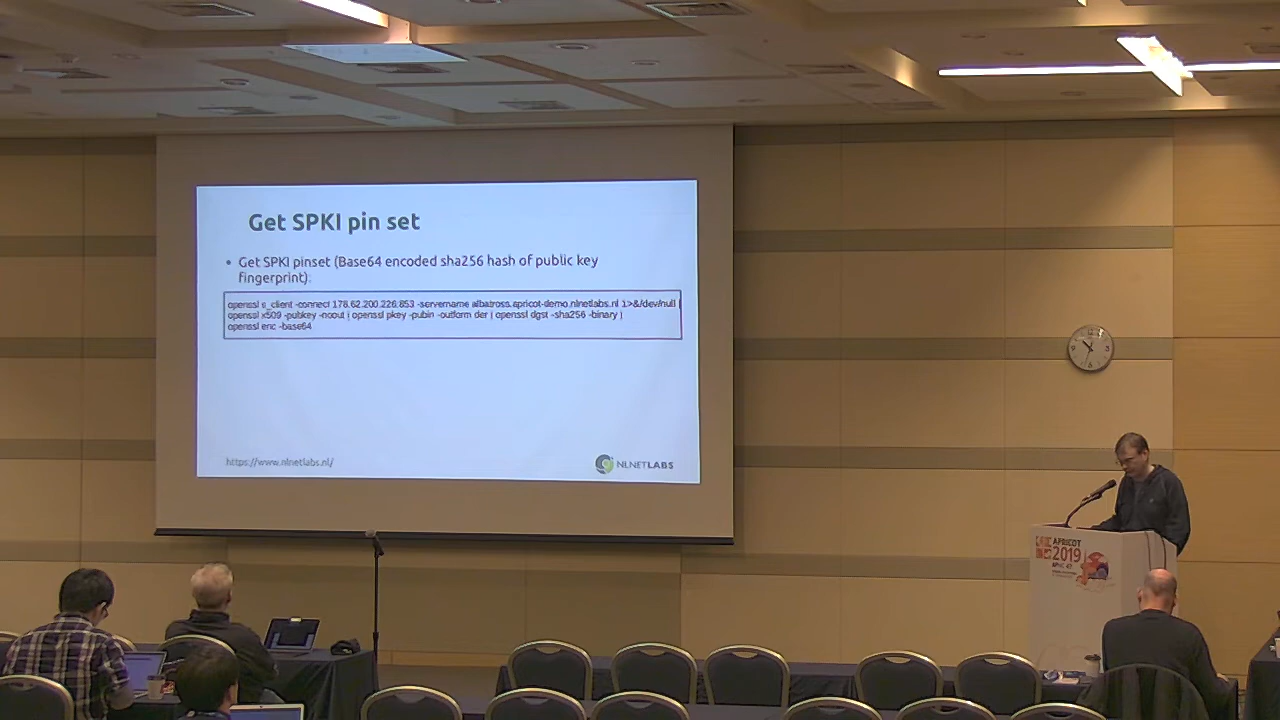 Get SPKI pin set
• Get SPKI pinset (Base64 encoded sha256 hash of public key
fingerprint):
openssl s_client -connect 178.62.200.226:853 -servername albatross.apricot-demo.nlnetlabs.nl 2>&/dev/null |
openssl x509 -pubkey -noout | openssl pkey -pubin -outform der | openssl dgst -sha256 -binary |
openssl enc -base64
https://www.nlnetlabs.nl/
NLNETLABS
APRICOT
2019